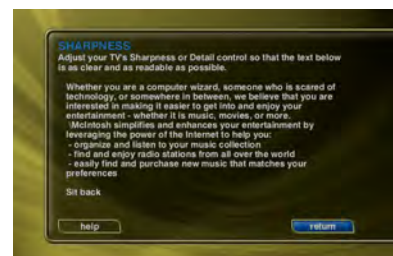 SHARPNESS
Adjust your TV's Sharpness or Detail control so that the text below
is as clear and as readable as possible.
Whether you are a computer wizard, someone who is scared of
technology, or somewhere in between, we believe that you are
interested in making it easier to get into and enjoy your
entertainment - whether it is music, movies, or more.
\McIntosh simplifies and enhances your entertainment by
leveraging the power of the Internet to help you:
- organize and listen to your music collection
- find and enjoy radio stations from all over the world
- easily find and purchase new music that matches your
preferences
Sit back
help
return